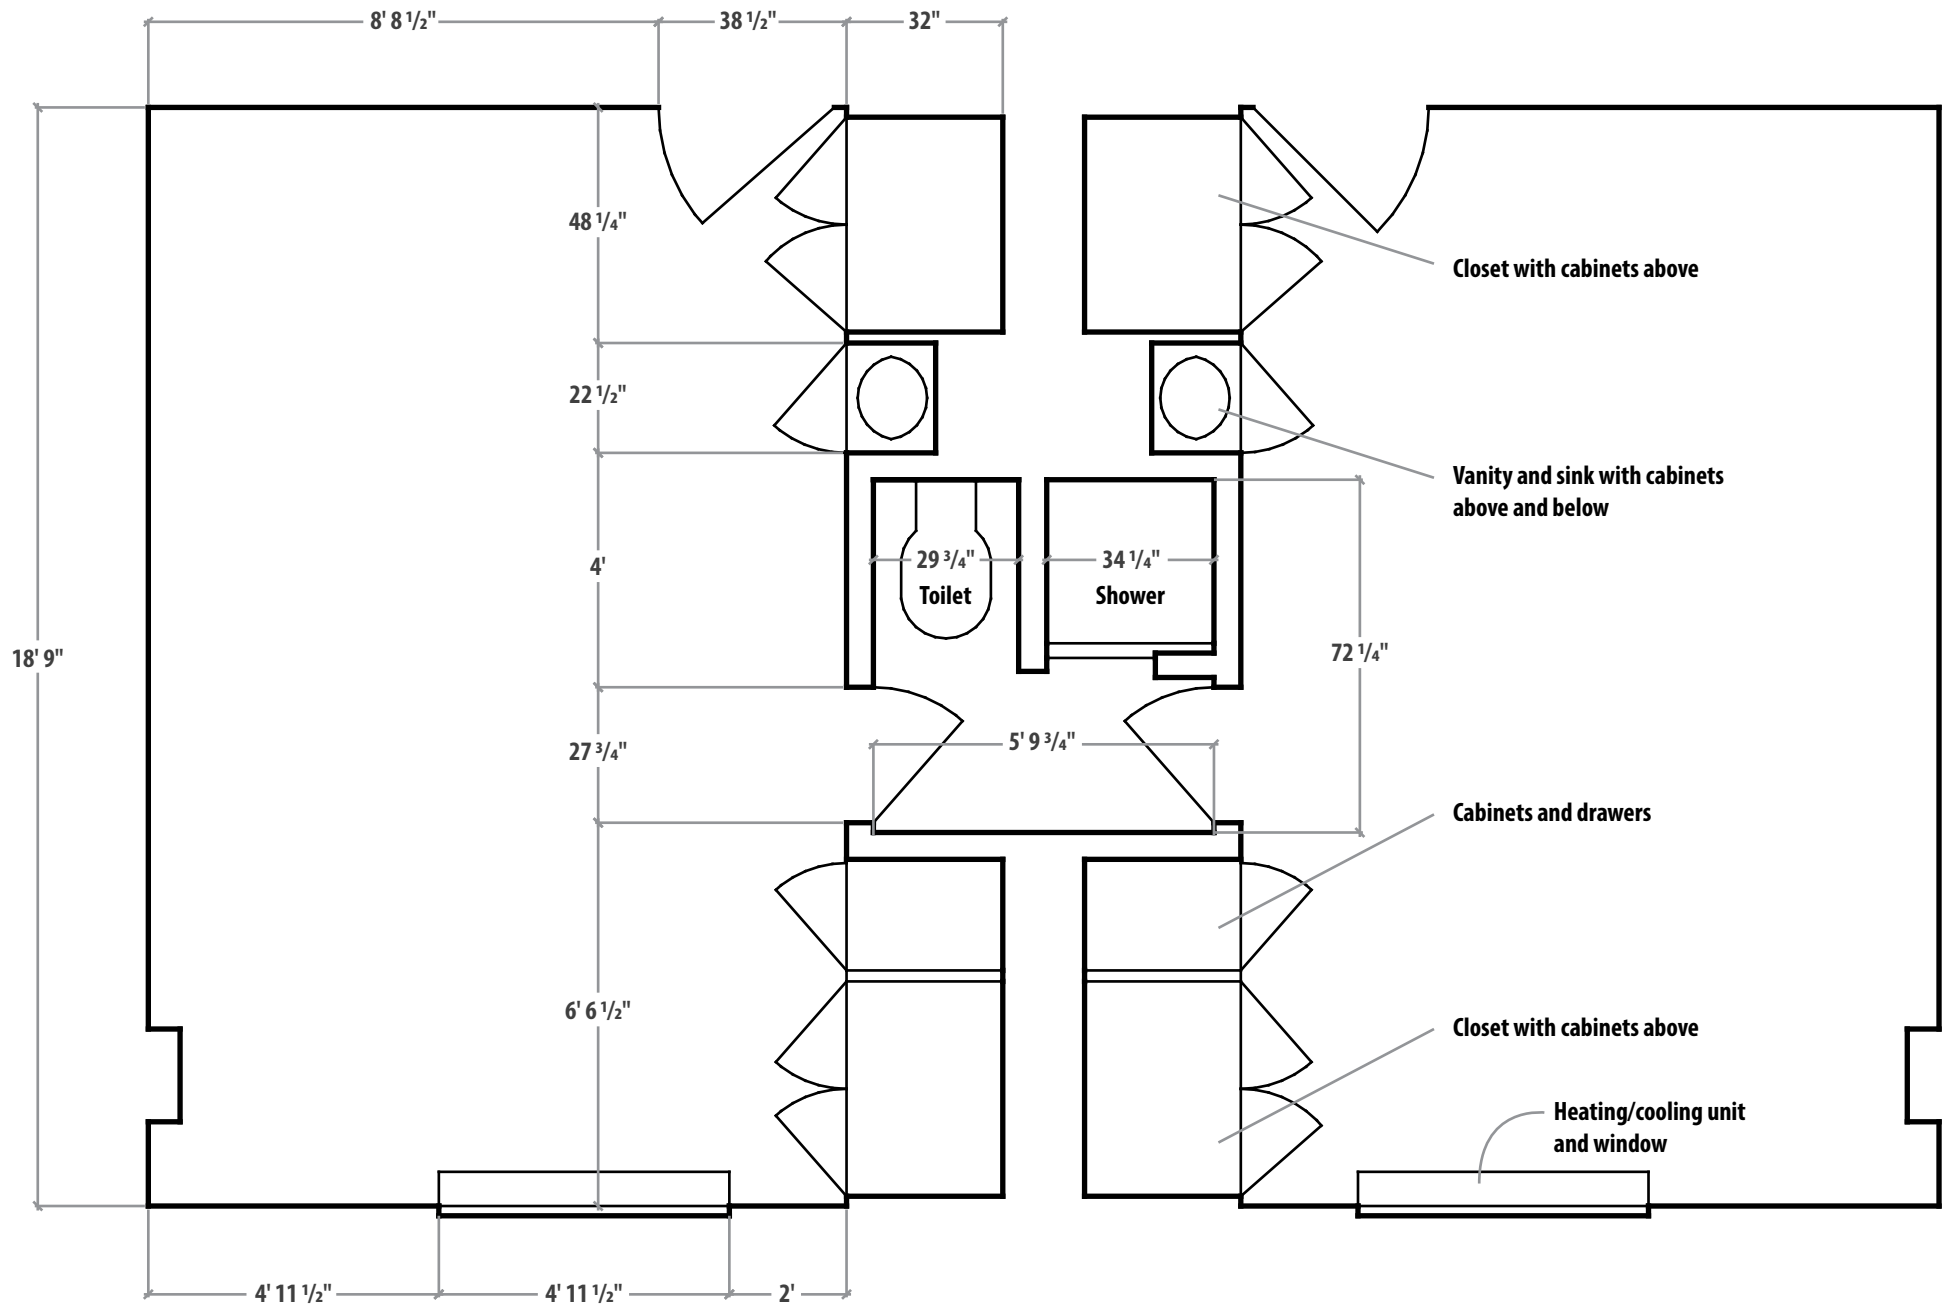 8' 8 1/2"
38 1/2"
32"
48 1/4"
Closet with cabinets above
22 1/2"
Vanity and sink with cabinets
above and below
4'
29 3/4"
34 1/4"
Toilet
Shower
18' 9"
72 1/4"
27 3/4"
5' 9 3/4"
Cabinets and drawers
6' 6 1/2"
Closet with cabinets above
Heating/cooling unit
and window
4' 11 1/2"
4' 11 1/2"
2'